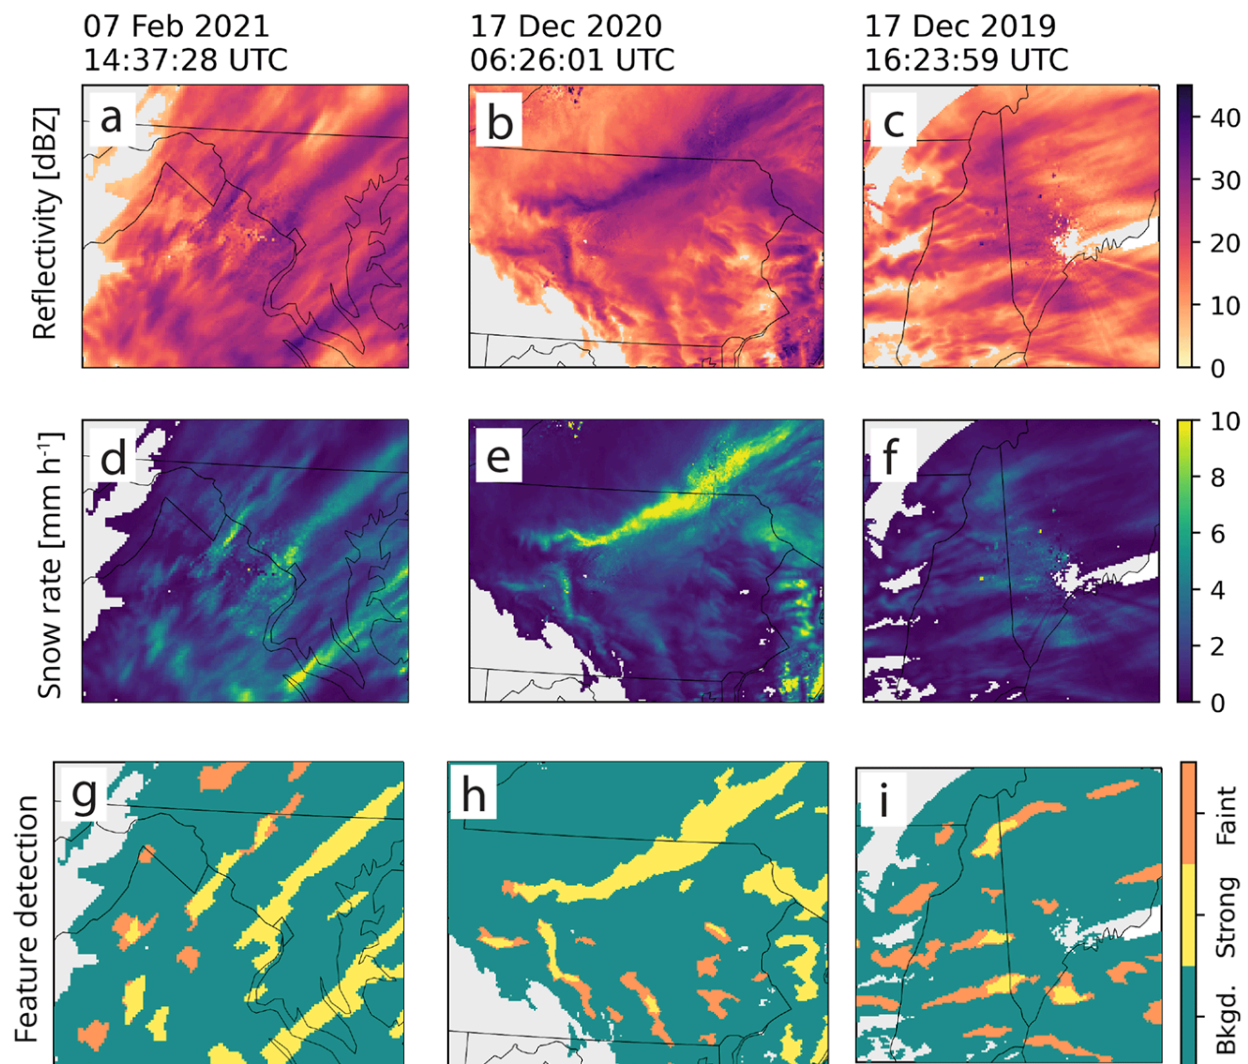 07 Feb 2021
14:37:28 UTC
17 Dec 2020
06:26:01 UTC
17 Dec 2019
16:23:59 UTC
Reflectivity [dBZ]
a
b
c
40
30
20
10
0
Snow rate [mm h-1]
d
e
f
10
8
6
4
2
0
Feature detection
g
h
i
Faint
Strong
Bkgd.